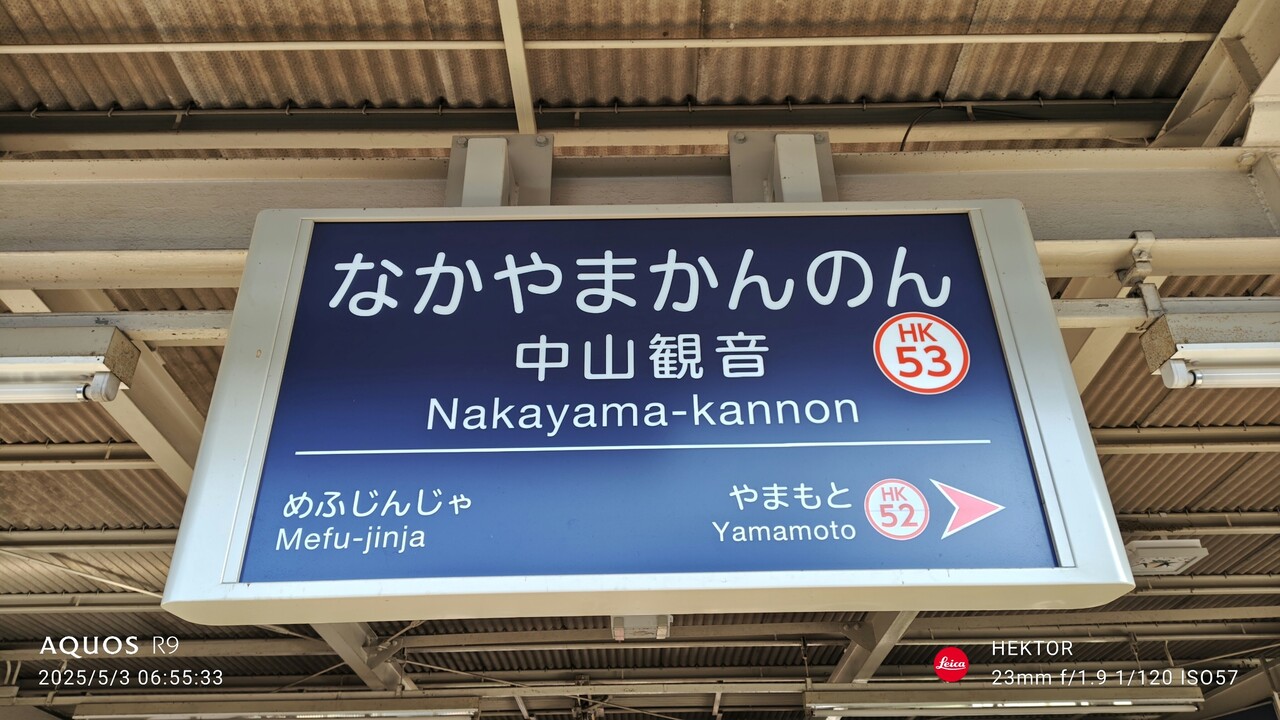 なかやまかんのん
中山観音
HK
53
Nakayama-kannon
めふじんじゃ
Mefu-jinja
やまもと
Yamamoto
HK
52
AQUOS R9
2025/5/3 06:55:33
Leica
HEKTOR
23mm f/1.9 1/120 ISO57